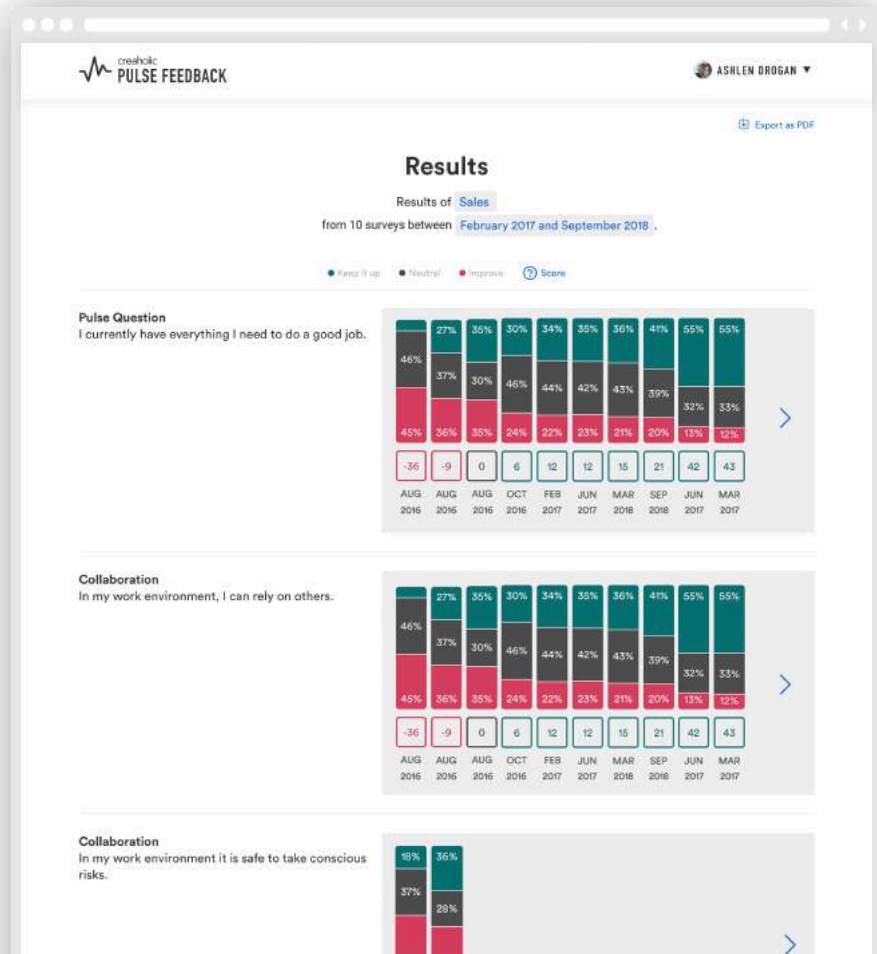 creaholic
PULSE FEEDBACK
ASHLEN DROGAN
Export as PDF
Results
Results of Sales
from 10 surveys between February 2017 and September 2018 .
Keep it up Neutral Improve ? Score
Pulse Question
I currently have everything I need to do a good job.
27% 35% 30% 34% 35% 36% 41% 55% 55%
46% 37% 30% 46% 44% 42% 43% 39% 32% 33%
45% 36% 35% 24% 22% 23% 21% 20% 13% 12%
-36 -9 0 6 12 12 15 21 42 43
AUG AUG AUG OCT FEB JUN MAR SEP JUN MAR
2016 2016 2016 2016 2017 2017 2018 2018 2017 2017
Collaboration
In my work environment, I can rely on others.
27% 35% 30% 34% 35% 36% 41% 55% 55%
46% 37% 30% 46% 44% 42% 43% 39% 32% 33%
45% 36% 35% 24% 22% 23% 21% 20% 13% 12%
-36 -9 0 6 12 12 15 21 42 43
AUG AUG AUG OCT FEB JUN MAR SEP JUN MAR
2016 2016 2016 2016 2017 2017 2018 2018 2017 2017
Collaboration
In my work environment it is safe to take conscious
risks.
18% 36%
37% 28%